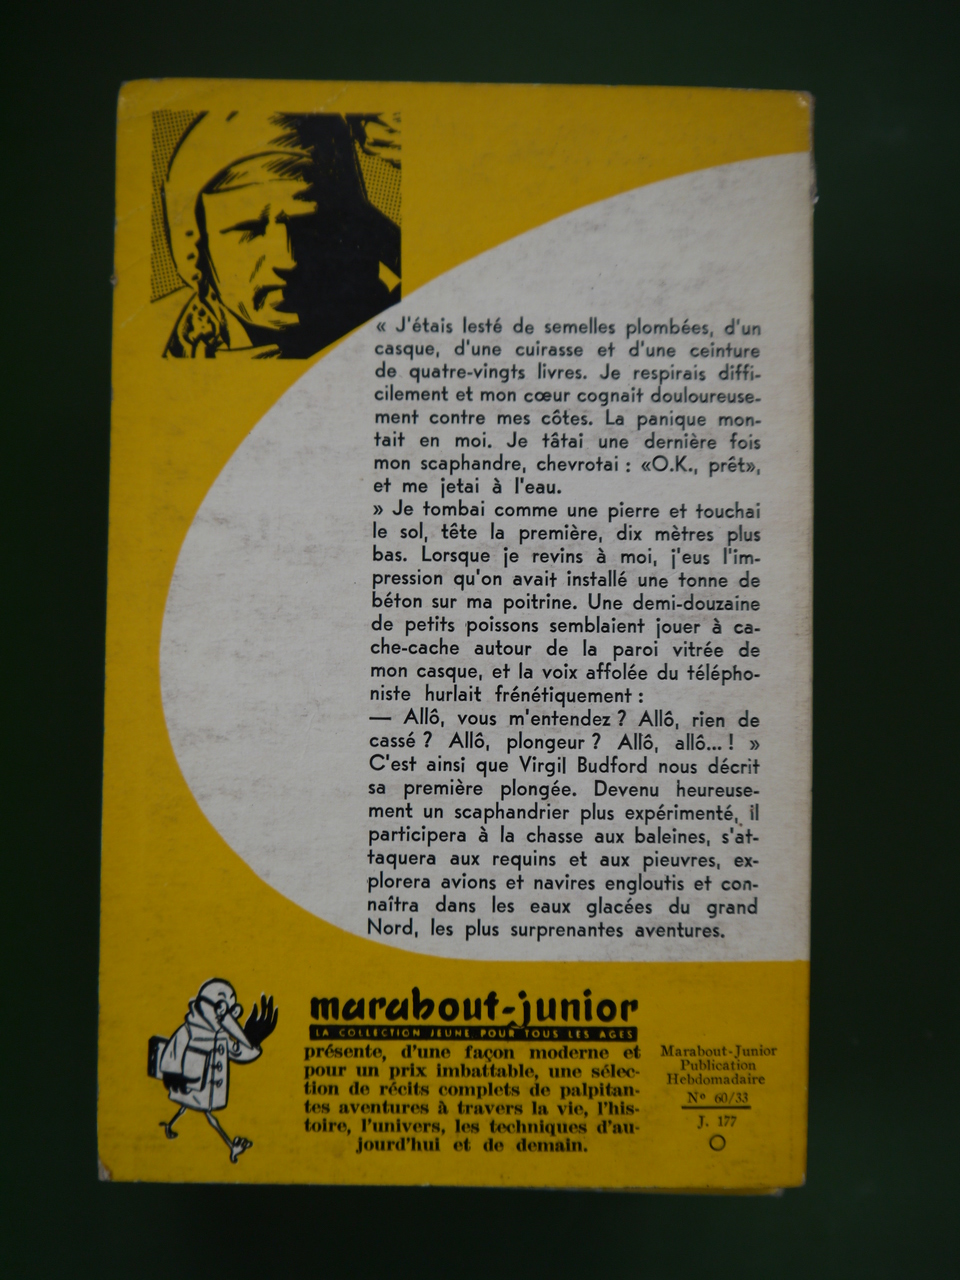 « J'étais lesté de semelles plombées, d'un
casque, d'une cuirasse et d'une ceinture
de quatre-vingts livres. Je respirais diffi-
cilement et mon cœur cognait douloureuse-
ment contre mes côtes. La panique mon-
tait en moi. Je tâtai une dernière fois
mon scaphandre, chevrotai : «O.K., prêt»,
et me jetai à l'eau.
» Je tombai comme une pierre et touchai
le sol, tête la première, dix mètres plus
bas. Lorsque je revins à moi, j'eus l'im-
pression qu'on avait installé une tonne de
béton sur ma poitrine. Une demi-douzaine
de petits poissons semblaient jouer à ca-
che-cache autour de la paroi vitrée de
mon casque, et la voix affolée du télépho-
niste hurlait frénétiquement :
— Allô, vous m'entendez ? Allô, rien de
cassé ? Allô, plongeur ? Allô, allô... ! »
C'est ainsi que Virgil Budford nous décrit
sa première plongée. Devenu heureuse-
ment un scaphandrier plus expérimenté, il
participera à la chasse aux baleines, s'at-
taquera aux requins et aux pieuvres, ex-
plorera avions et navires engloutis et con-
naîtra dans les eaux glacées du grand
Nord, les plus surprenantes aventures.
marabout-junior
LA COLLECTION JEUNE POUR TOUS LES AGES
présente, d'une façon moderne et
pour un prix imbattable, une sélec-
tion de récits complets de palpitan-
tes aventures à travers la vie, l'his-
toire, l'univers, les techniques d'au-
jourd'hui et de demain.
Marabout-Junior
Publication
Hebdomadaire
N° 60/33
J. 177